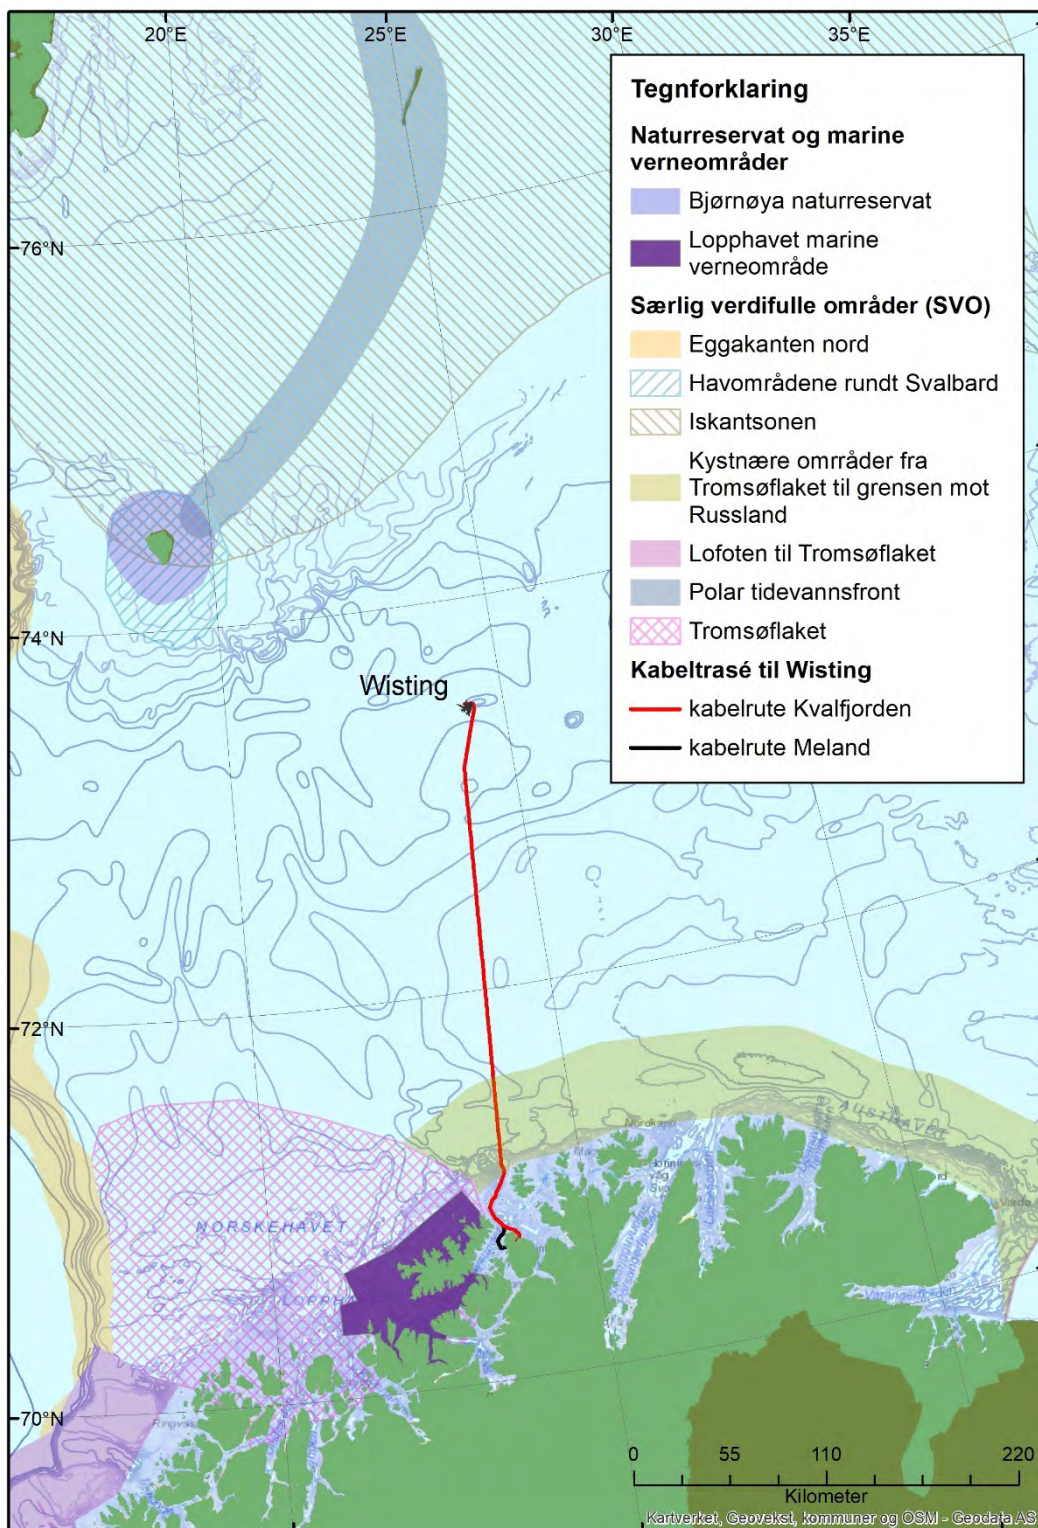 20°E 25°E 30°E 35°E
Tegnforklaring
Naturreservat og marine
verneområder
Bjørnøya naturreservat
Lopphavet marine
verneområde
Særlig verdifulle områder (SVO)
Eggakanten nord
Havområdene rundt Svalbard
Iskantsonen
Kystnære omrråder fra
Tromsøflaket til grensen mot
Russland
Lofoten til Tromsøflaket
Polar tidevannsfront
Tromsøflaket
Kabeltrasé til Wisting
kabelrute Kvalfjorden
kabelrute Meland
76°N
74°N
Wisting
72°N
AUSTHAVET
Nordkapp
NORSKEHAVET
Varangerfjorden
70°N
0 55 110 220
Kilometer
Kartverket, Geovekst, kommuner og OSM - Geodata AS